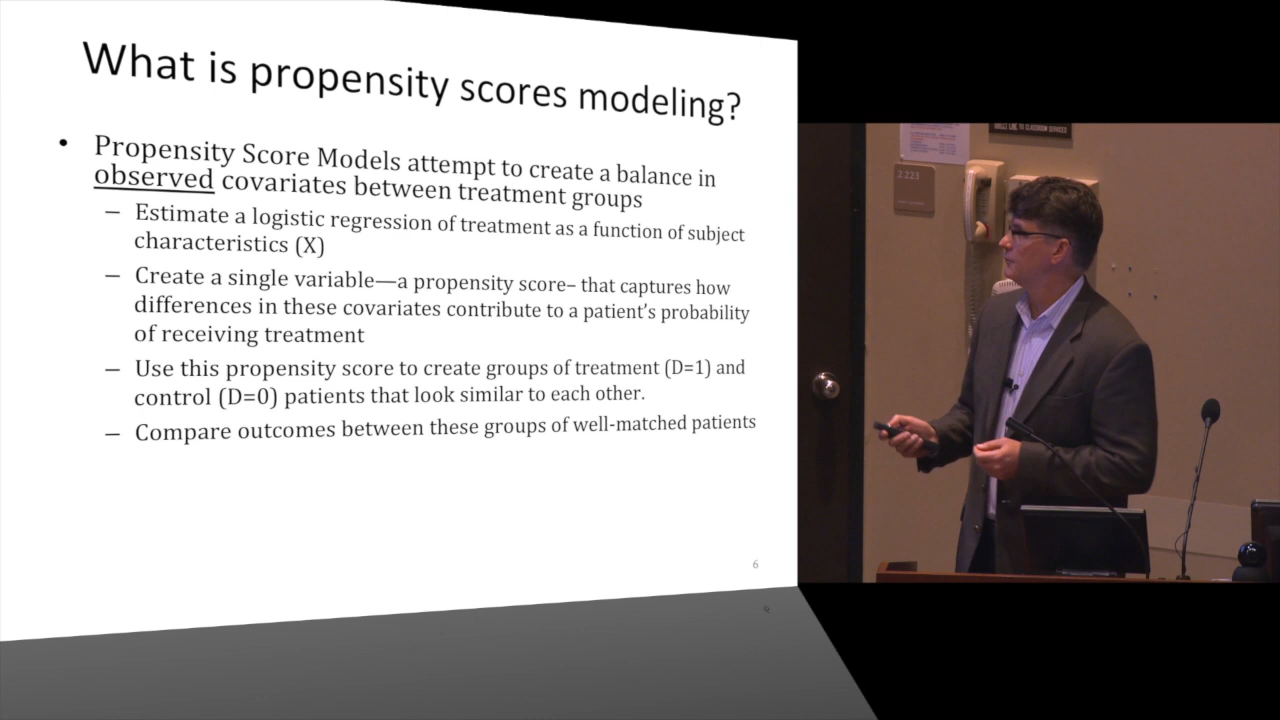 What is propensity scores modeling?
• Propensity Score Models attempt to create a balance in
observed covariates between treatment groups
– Estimate a logistic regression of treatment as a function of subject
characteristics (X)
– Create a single variable—a propensity score– that captures how
differences in these covariates contribute to a patient's probability
of receiving treatment
– Use this propensity score to create groups of treatment (D=1) and
control (D=0) patients that look similar to each other.
– Compare outcomes between these groups of well-matched patients
6
2223